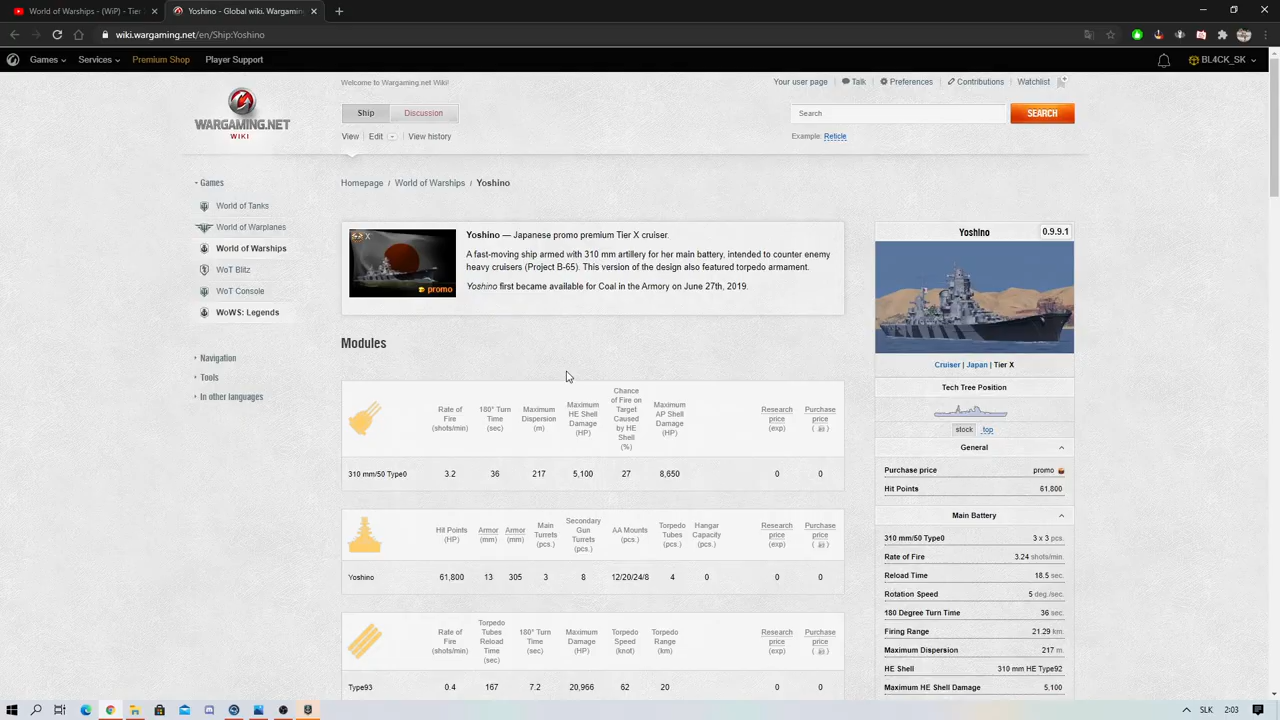 World of Warships - (WiP) - Tier
Yoshino - Global wiki. Wargaming
wiki.wargaming.net/en/Ship:Yoshino
Games
Services
Premium Shop
Player Support
BL4CK_SK
Welcome to Wargaming.net Wiki!
Your user page
Talk
Preferences
Contributions
Watchlist
WARGAMING.NET
WIKI
Ship
Discussion
Search
SEARCH
View
Edit
View history
Example: Reticle
Games
World of Tanks
World of Warplanes
World of Warships
WoT Blitz
WoT Console
WoWS: Legends
Navigation
Tools
In other languages
Homepage / World of Warships / Yoshino
X
promo
Yoshino — Japanese promo premium Tier X cruiser.
A fast-moving ship armed with 310 mm artillery for her main battery, intended to counter enemy
heavy cruisers (Project B-65). This version of the design also featured torpedo armament.
Yoshino first became available for Coal in the Armory on June 27th, 2019.
Modules
Rate of Fire (shots/min) 180° Turn Time (sec) Maximum Dispersion (m) Maximum HE Shell Damage (HP) Chance of Fire on Target Caused by HE Shell (%) Maximum AP Shell Damage (HP) Research price (exp) Purchase price ( )
310 mm/50 Type0 3.2 36 217 5,100 27 8,650 0 0
Hit Points (HP) Armor (mm) Armor (mm) Main Turrets (pcs.) Secondary Gun Turrets (pcs.) AA Mounts (pcs.) Torpedo Tubes (pcs.) Hangar Capacity (pcs.) Research price (exp) Purchase price ( )
Yoshino 61,800 13 305 3 8 12/20/24/8 4 0 0 0
Rate of Fire (shots/min) Torpedo Tubes Reload Time (sec) 180° Turn Time (sec) Maximum Damage (HP) Torpedo Speed (knot) Torpedo Range (km) Research price (exp) Purchase price ( )
Type93 0.4 167 7.2 20,966 62 20 0 0
Yoshino
0.9.9.1
Cruiser | Japan | Tier X
Tech Tree Position
stock top
General
Purchase price promo
Hit Points 61,800
Main Battery
310 mm/50 Type0 3 x 3 pcs.
Rate of Fire 3.24 shots/min.
Reload Time 18.5 sec.
Rotation Speed 5 deg./sec.
180 Degree Turn Time 36 sec.
Firing Range 21.29 km.
Maximum Dispersion 217 m.
HE Shell 310 mm HE Type92
Maximum HE Shell Damage 5,100
SLK
2:03